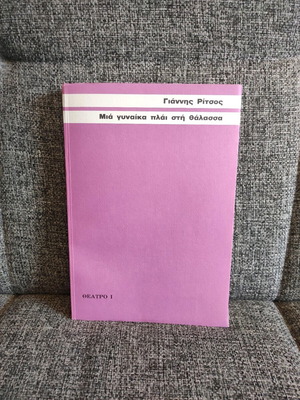 Γιάννης Ρίτσος
Μιά γυναίκα πλάι στή θάλασσα
ΘΕΑΤΡΟ Ι